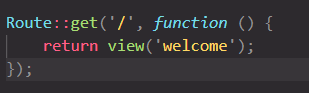 Route::get('/', function () {
    return view('welcome');
});